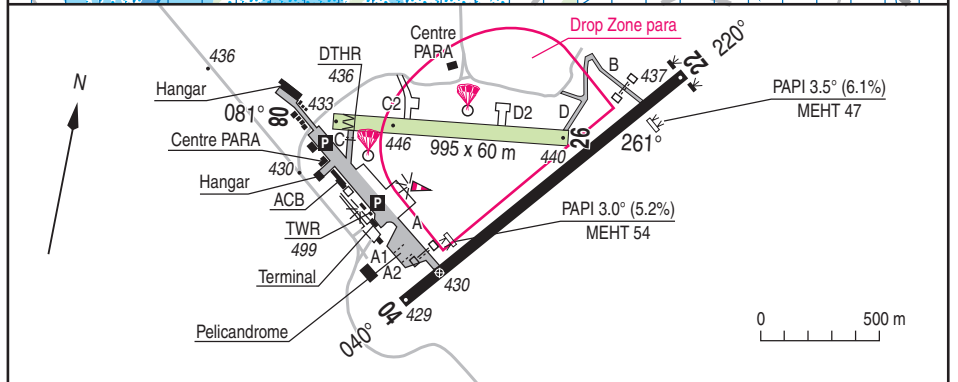 Drop Zone para
Centre
PARA
DTHR
436
436
N
Hangar
433
081°
08
C2
C
446
D2
D
B
437
22
220°
PAPI 3.5° (6.1%)
MEHT 47
26
261°
995 x 60 m
440
Centre PARA
P
430
Hangar
ACB
P
A
TWR
499
Terminal
A1
A2
PAPI 3.0° (5.2%)
MEHT 54
430
Pelicandrome
04
429
040°
0
500 m